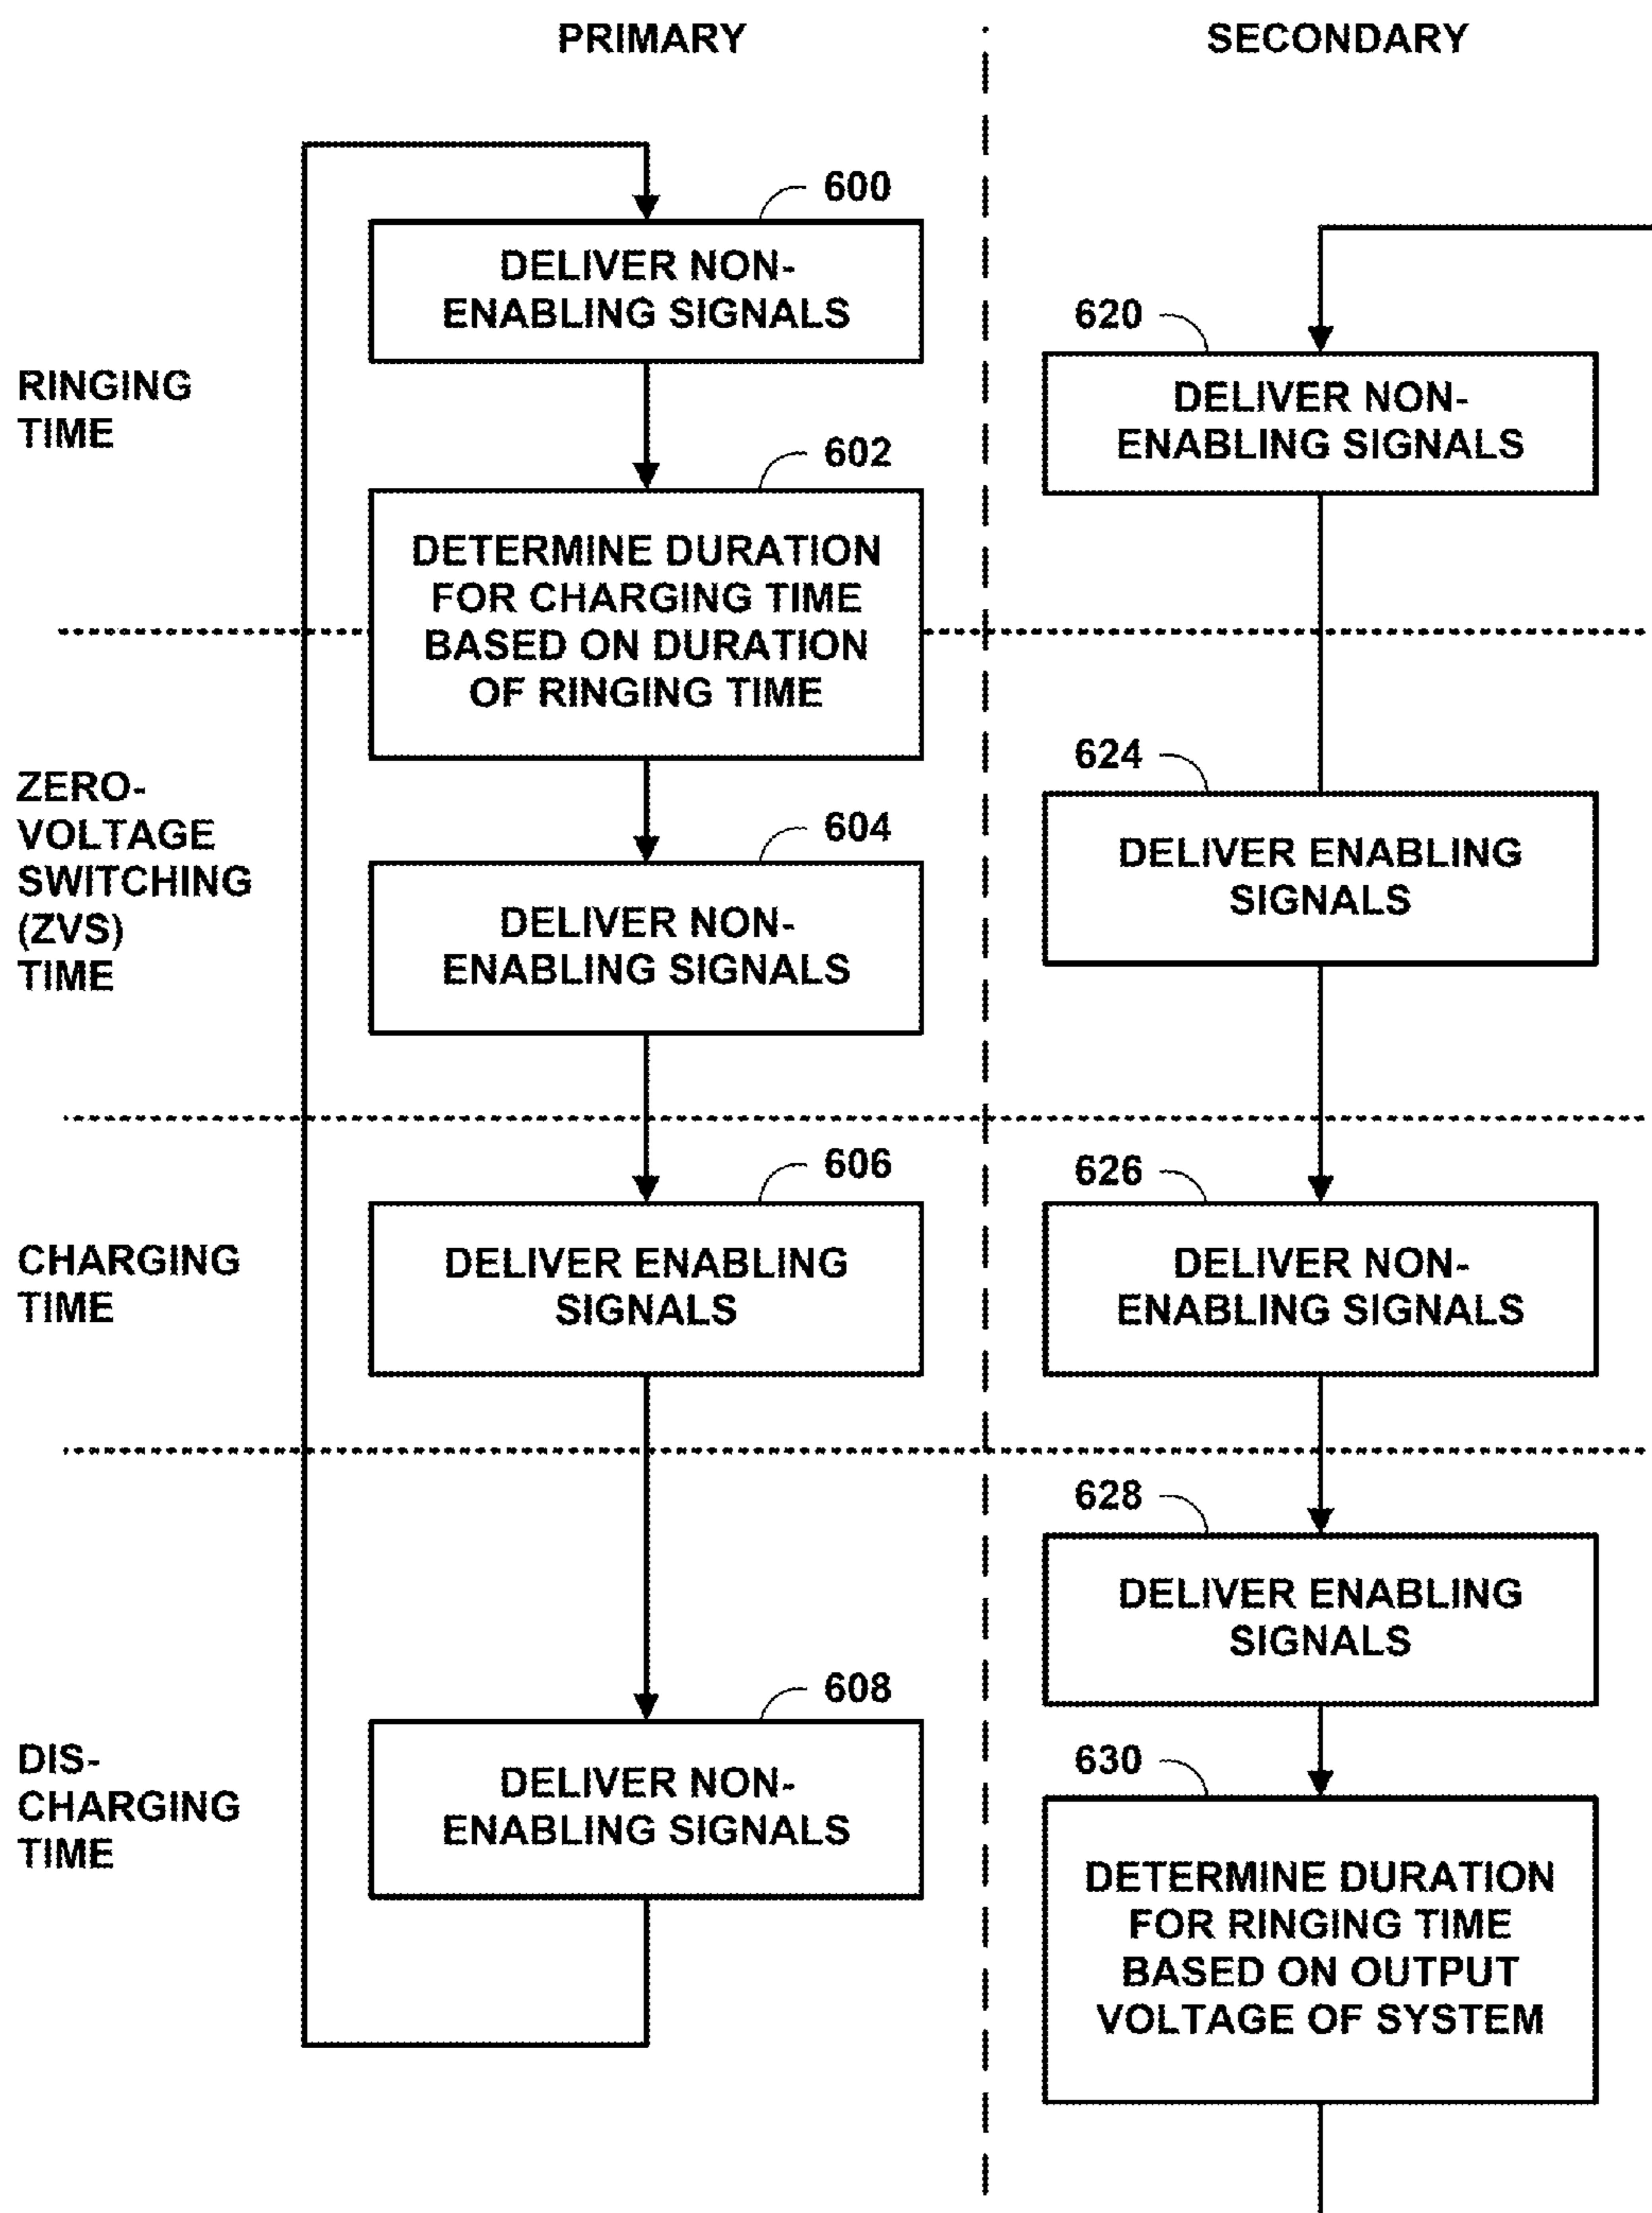 PRIMARY
SECONDARY
RINGING
TIME
600
DELIVER NON-
ENABLING SIGNALS
602
DETERMINE DURATION
FOR CHARGING TIME
BASED ON DURATION
OF RINGING TIME
620
DELIVER NON-
ENABLING SIGNALS
ZERO-
VOLTAGE
SWITCHING
(ZVS)
TIME
604
DELIVER NON-
ENABLING SIGNALS
624
DELIVER ENABLING
SIGNALS
CHARGING
TIME
606
DELIVER ENABLING
SIGNALS
626
DELIVER NON-
ENABLING SIGNALS
DIS-
CHARGING
TIME
608
DELIVER NON-
ENABLING SIGNALS
628
DELIVER ENABLING
SIGNALS
630
DETERMINE DURATION
FOR RINGING TIME
BASED ON OUTPUT
VOLTAGE OF SYSTEM